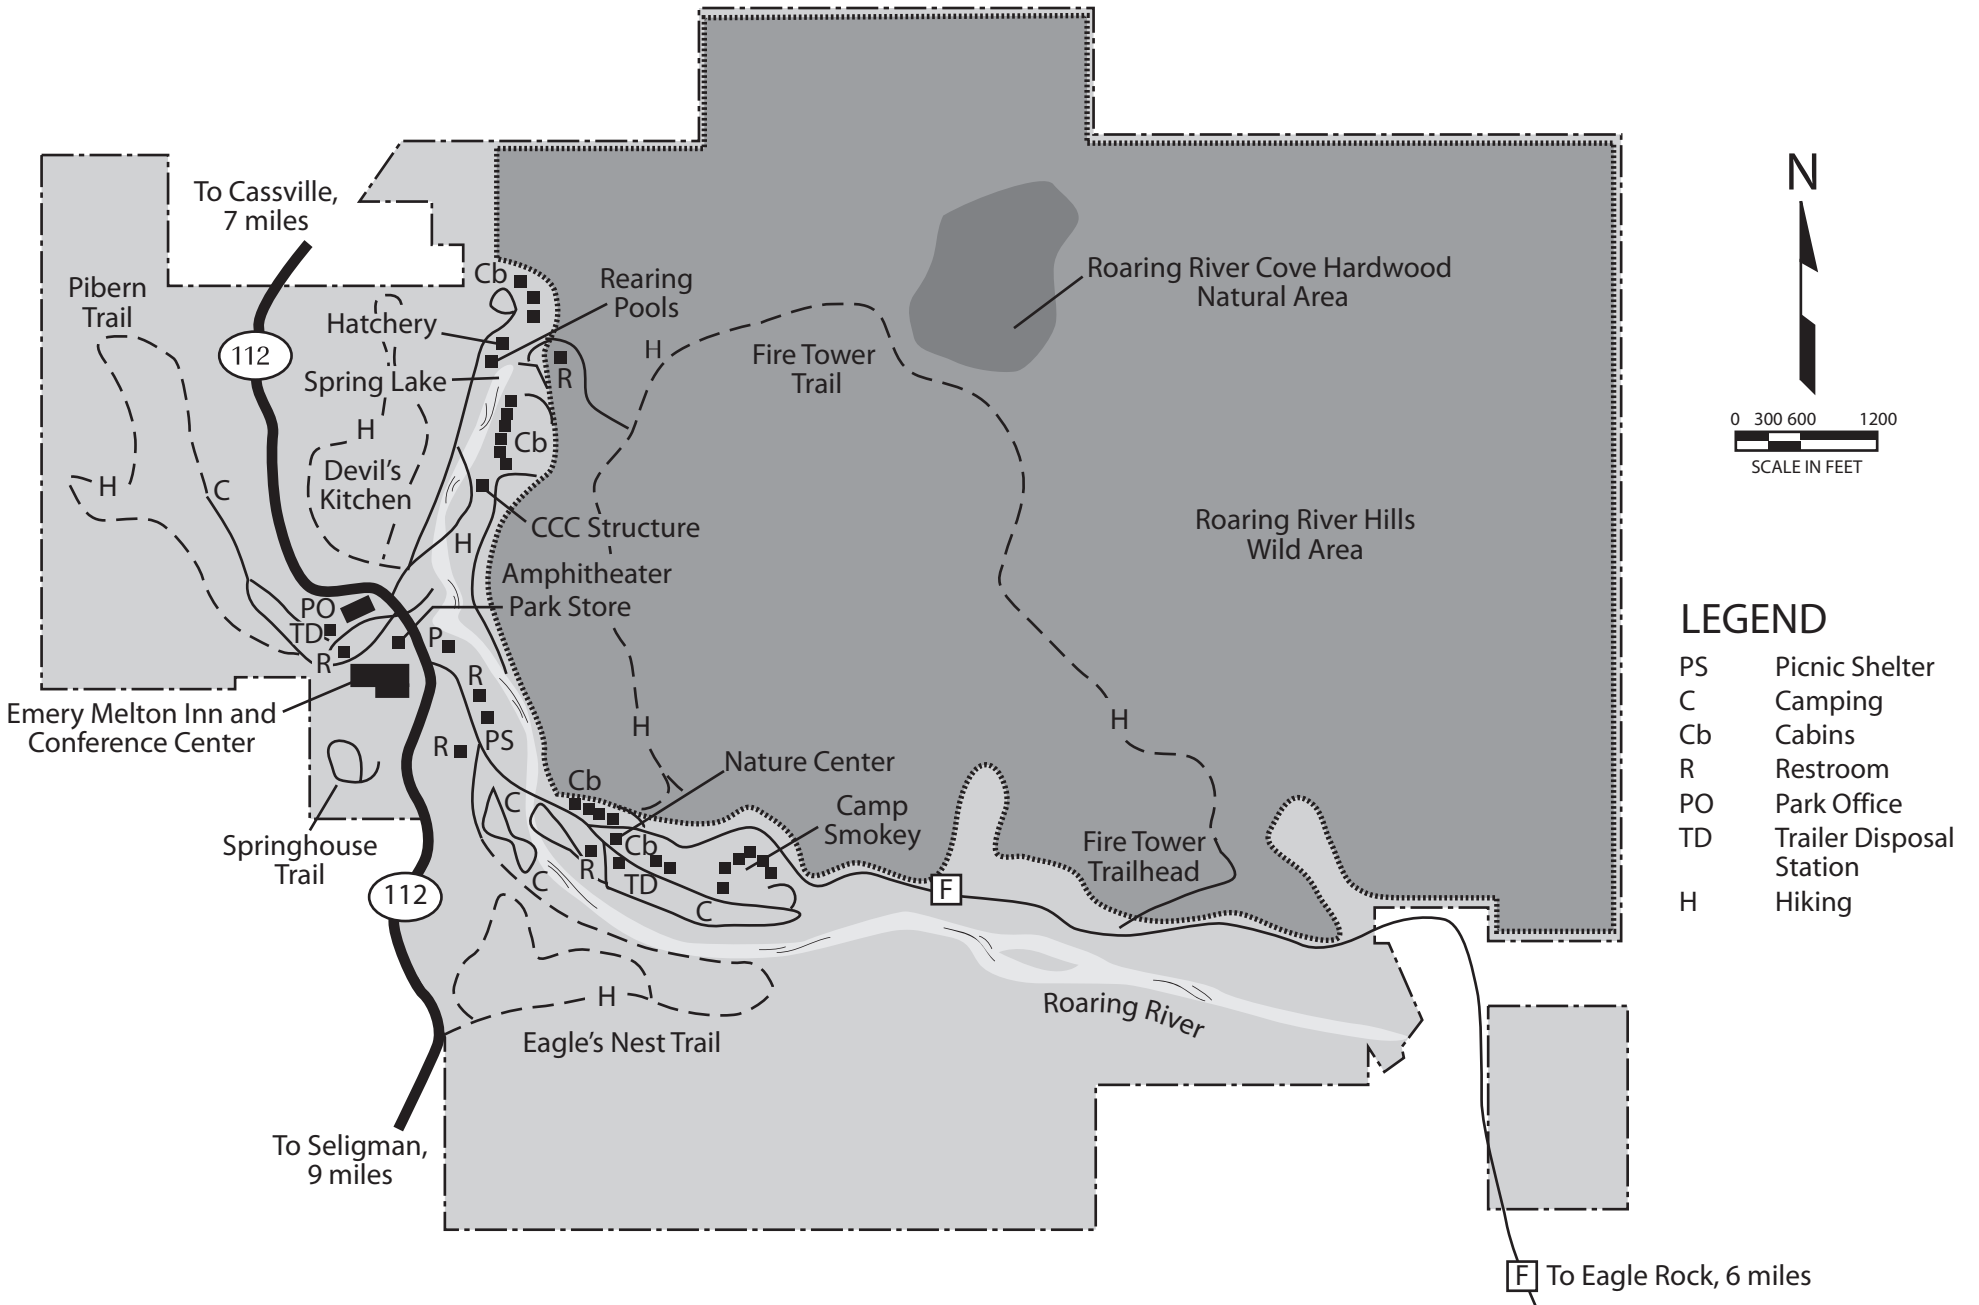 To Cassville,
7 miles
Pibern
Trail
112
Cb
Rearing
Pools
Hatchery
Spring Lake
R
H
Fire Tower
Trail
Roaring River Cove Hardwood
Natural Area
H
Devil's
Kitchen
Cb
H
C
CCC Structure
H
Amphitheater
Park Store
Roaring River Hills
Wild Area
PO
TD
R
P
R
Emery Melton Inn and
Conference Center
R
PS
H
H
Nature Center
Cb
C
Camp
Smokey
Springhouse
Trail
Cb
R
TD
C
C
112
F
Fire Tower
Trailhead
H
Eagle's Nest Trail
Roaring River
To Seligman,
9 miles
F To Eagle Rock, 6 miles
N
0 300 600 1200
SCALE IN FEET
LEGEND
PS Picnic Shelter
C Camping
Cb Cabins
R Restroom
PO Park Office
TD Trailer Disposal
Station
H Hiking